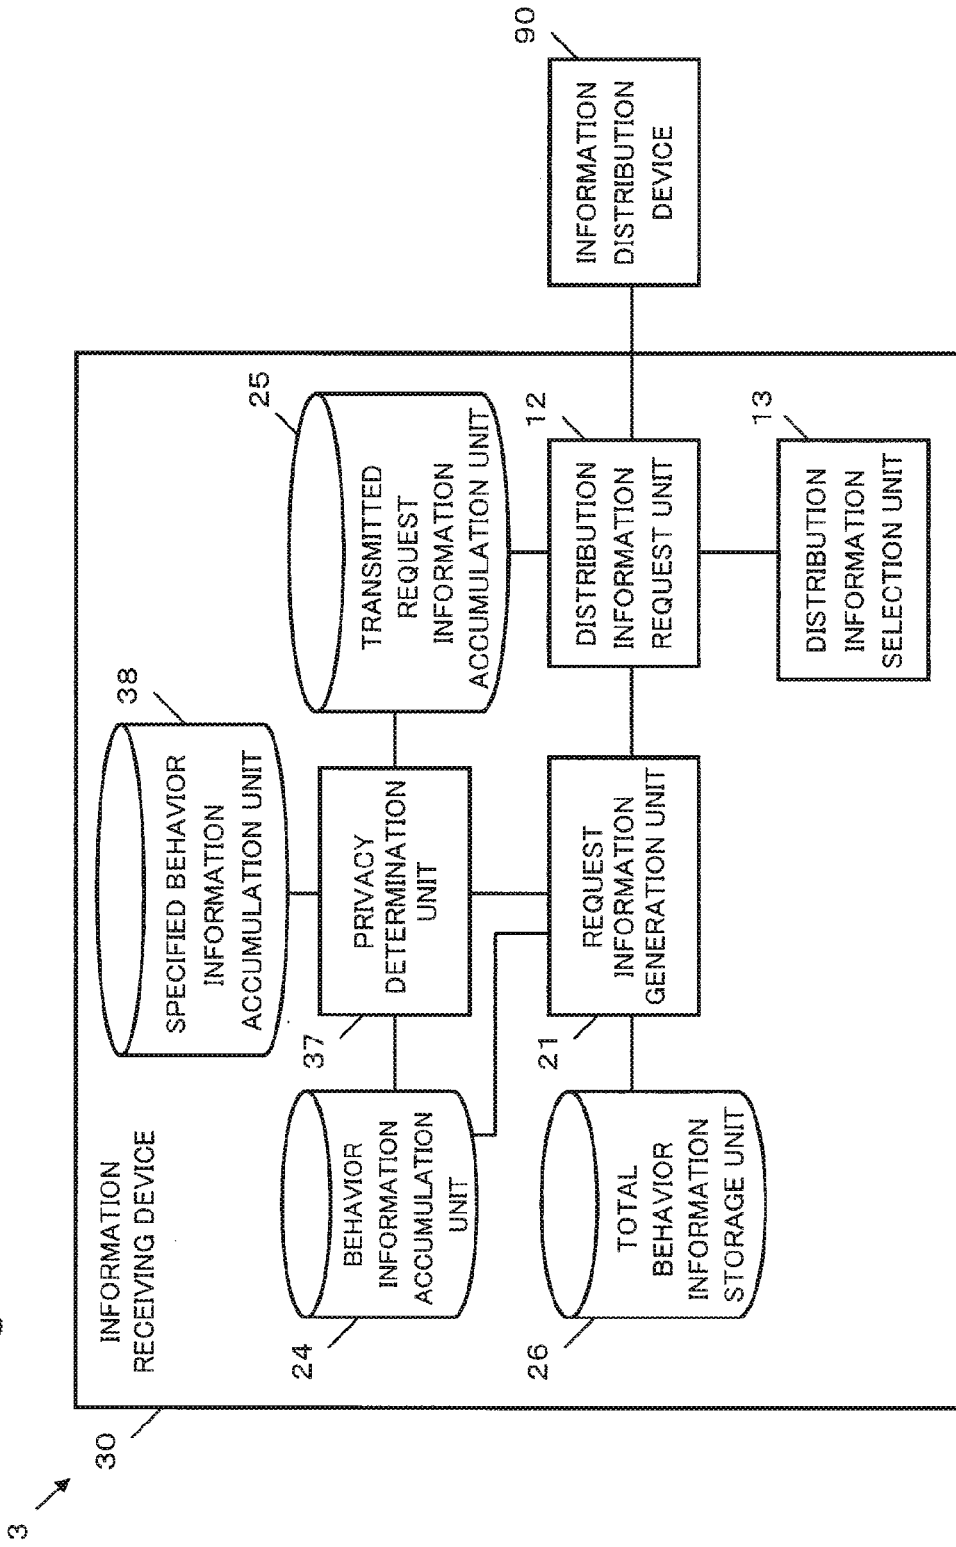 3
30
INFORMATION
RECEIVING DEVICE
38
SPECIFIED BEHAVIOR
INFORMATION
ACCUMULATION UNIT
24
BEHAVIOR
INFORMATION
ACCUMULATION
UNIT
37
PRIVACY
DETERMINATION
UNIT
25
TRANSMITTED
REQUEST
INFORMATION
ACCUMULATION UNIT
26
TOTAL
BEHAVIOR
INFORMATION
STORAGE UNIT
21
REQUEST
INFORMATION
GENERATION UNIT
12
DISTRIBUTION
INFORMATION
REQUEST UNIT
90
INFORMATION
DISTRIBUTION
DEVICE
13
DISTRIBUTION
INFORMATION
SELECTION UNIT